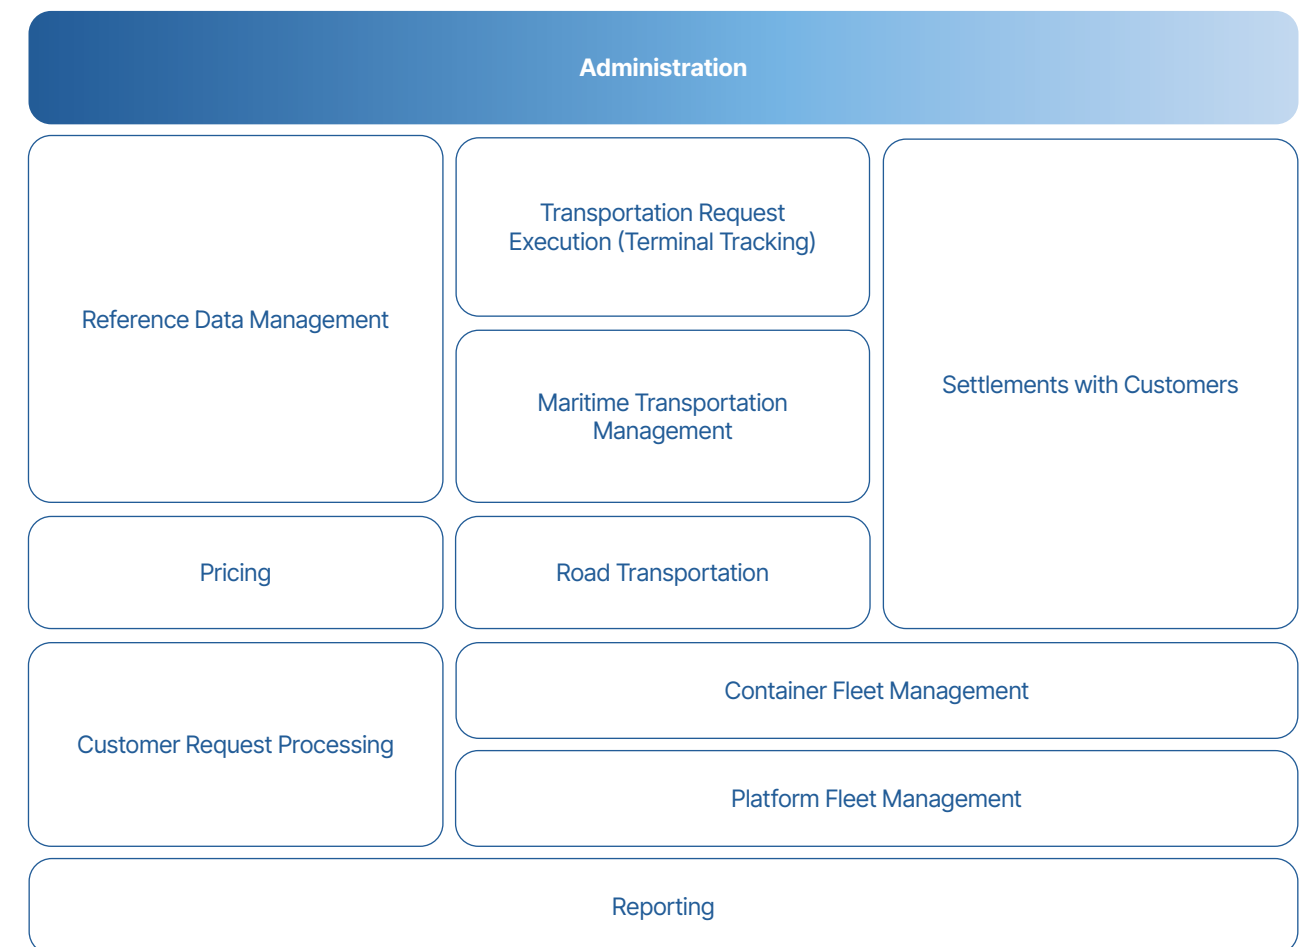 Administration
Reference Data Management
Transportation Request
Execution (Terminal Tracking)
Maritime Transportation
Management
Settlements with Customers
Pricing
Road Transportation
Customer Request Processing
Container Fleet Management
Platform Fleet Management
Reporting